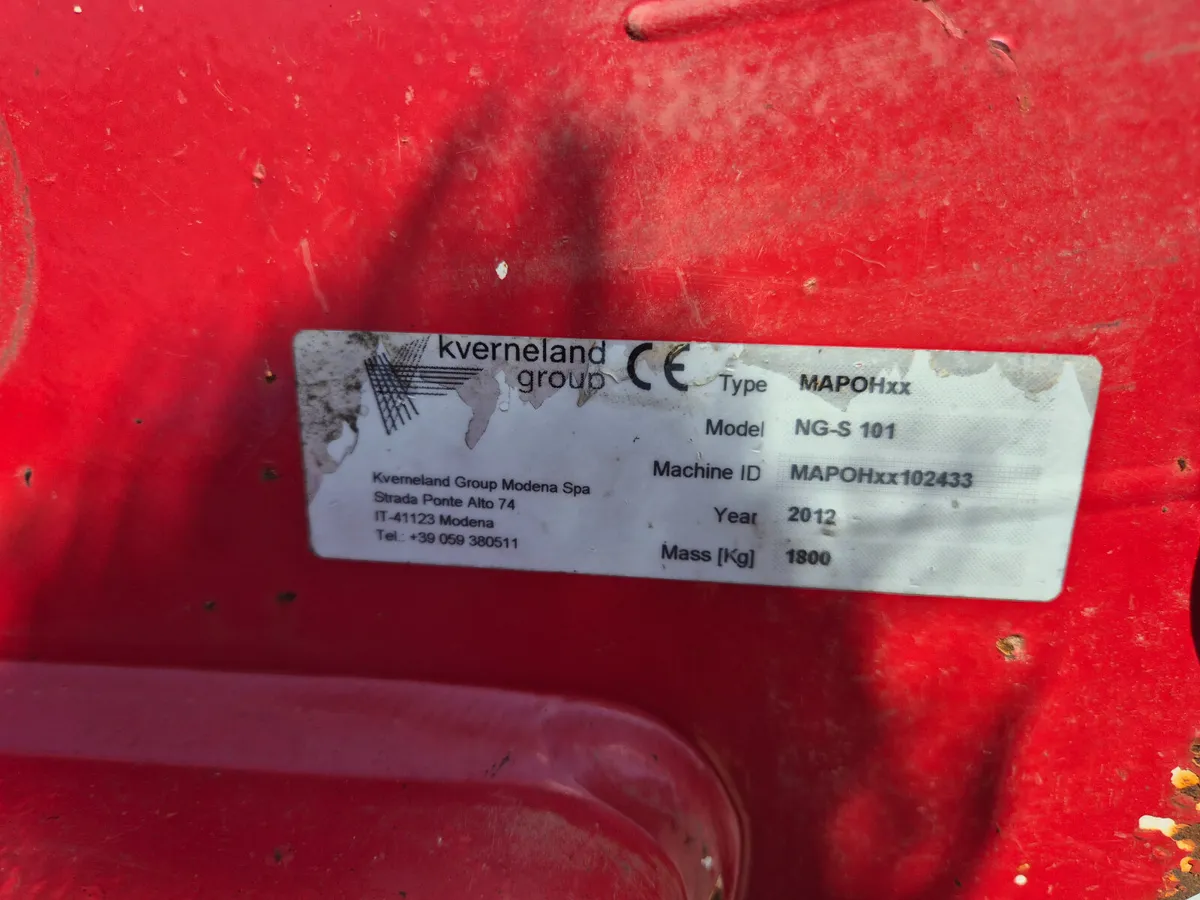 kverneland
group
CE
Type MAPOHxx
Model NG-S 101
Machine ID MAPOHxx102433
Year 2012
Mass [Kg] 1800
Kverneland Group Modena Spa
Strada Ponte Alto 74
IT-41123 Modena
Tel.: +39 059 380511